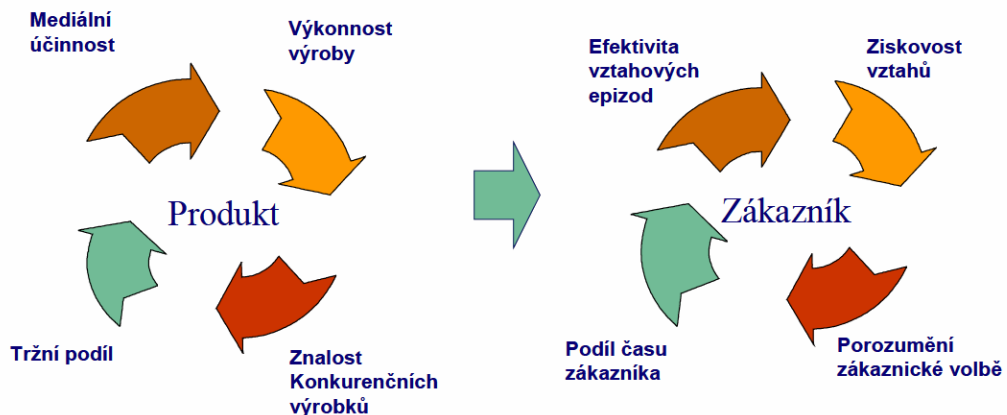 Mediální
účinnost
Výkonnost
výroby
Produkt
Tržní podíl
Znalost
Konkurenčních
výrobků
Efektivita
vztahových
epizod
Ziskovost
vztahů
Zákazník
Podíl času
zákazníka
Porozumění
zákaznické volbě